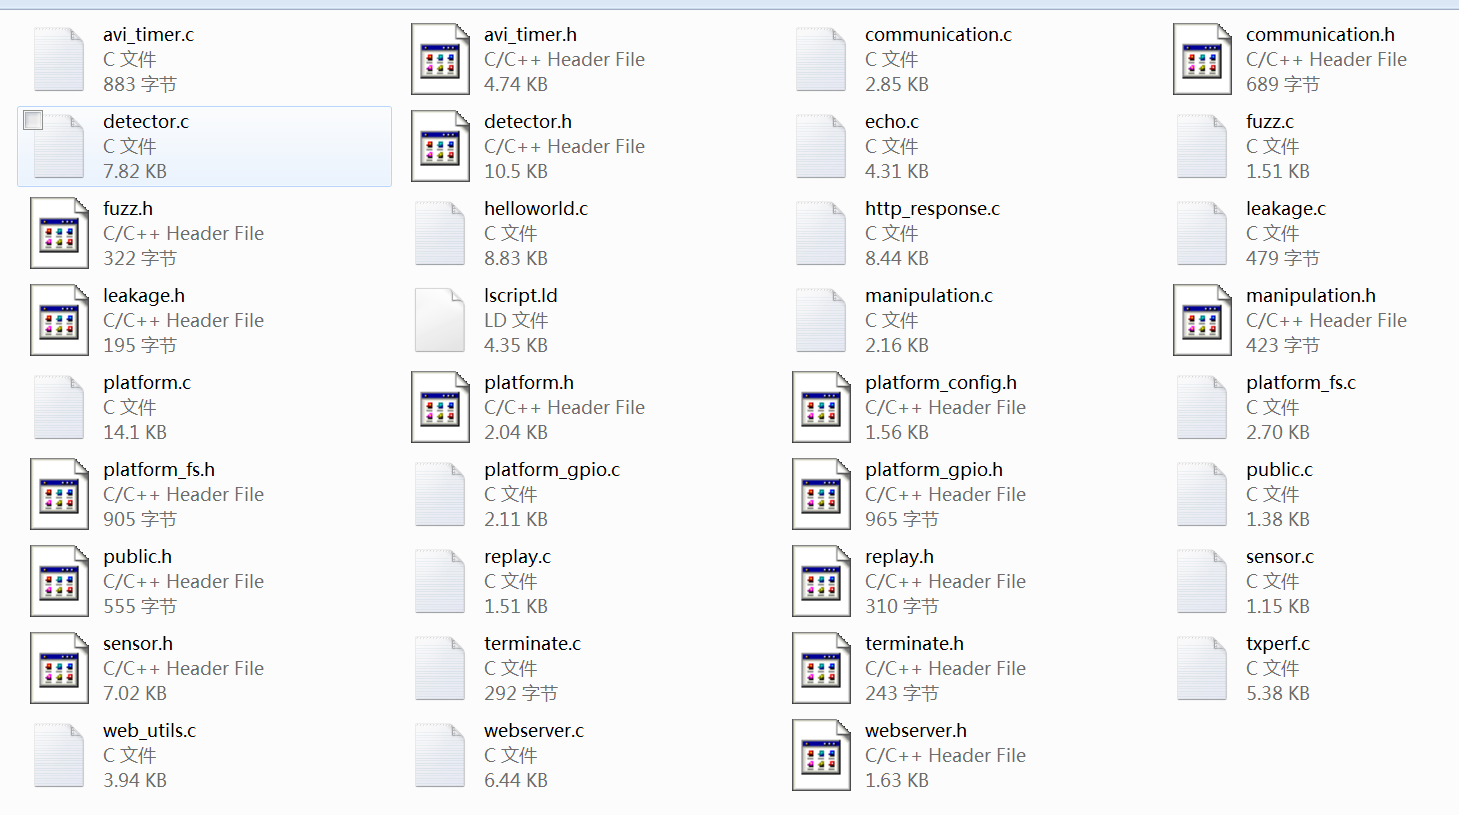 avi_timer.c
C 文件
883 字节
avi_timer.h
C/C++ Header File
4.74 KB
communication.c
C 文件
2.85 KB
communication.h
C/C++ Header File
689 字节
detector.c
C 文件
7.82 KB
detector.h
C/C++ Header File
10.5 KB
echo.c
C 文件
4.31 KB
fuzz.c
C 文件
1.51 KB
fuzz.h
C/C++ Header File
322 字节
helloworld.c
C 文件
8.83 KB
http_response.c
C 文件
8.44 KB
leakage.c
C 文件
479 字节
leakage.h
C/C++ Header File
195 字节
lscript.ld
LD 文件
4.35 KB
manipulation.c
C 文件
2.16 KB
manipulation.h
C/C++ Header File
423 字节
platform.c
C 文件
14.1 KB
platform.h
C/C++ Header File
2.04 KB
platform_config.h
C/C++ Header File
1.56 KB
platform_fs.c
C 文件
2.70 KB
platform_fs.h
C/C++ Header File
905 字节
platform_gpio.c
C 文件
2.11 KB
platform_gpio.h
C/C++ Header File
965 字节
public.c
C 文件
1.38 KB
public.h
C/C++ Header File
555 字节
replay.c
C 文件
1.51 KB
replay.h
C/C++ Header File
310 字节
sensor.c
C 文件
1.15 KB
sensor.h
C/C++ Header File
7.02 KB
terminate.c
C 文件
292 字节
terminate.h
C/C++ Header File
243 字节
txperf.c
C 文件
5.38 KB
web_utils.c
C 文件
3.94 KB
webserver.c
C 文件
6.44 KB
webserver.h
C/C++ Header File
1.63 KB